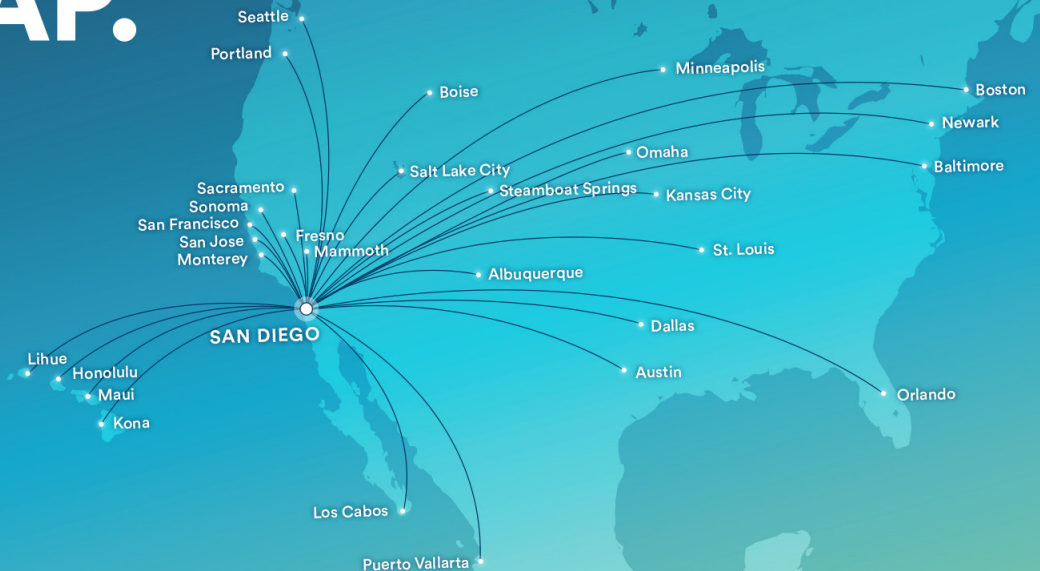 AP.
Seattle
Portland
Minneapolis
Boise
Boston
Newark
Omaha
Baltimore
Salt Lake City
Sacramento
Steamboat Springs
Kansas City
Sonoma
San Francisco
Fresno
San Jose
Mammoth
St. Louis
Monterey
Albuquerque
SAN DIEGO
Dallas
Lihue
Honolulu
Austin
Maui
Orlando
Kona
Los Cabos
Puerto Vallarta